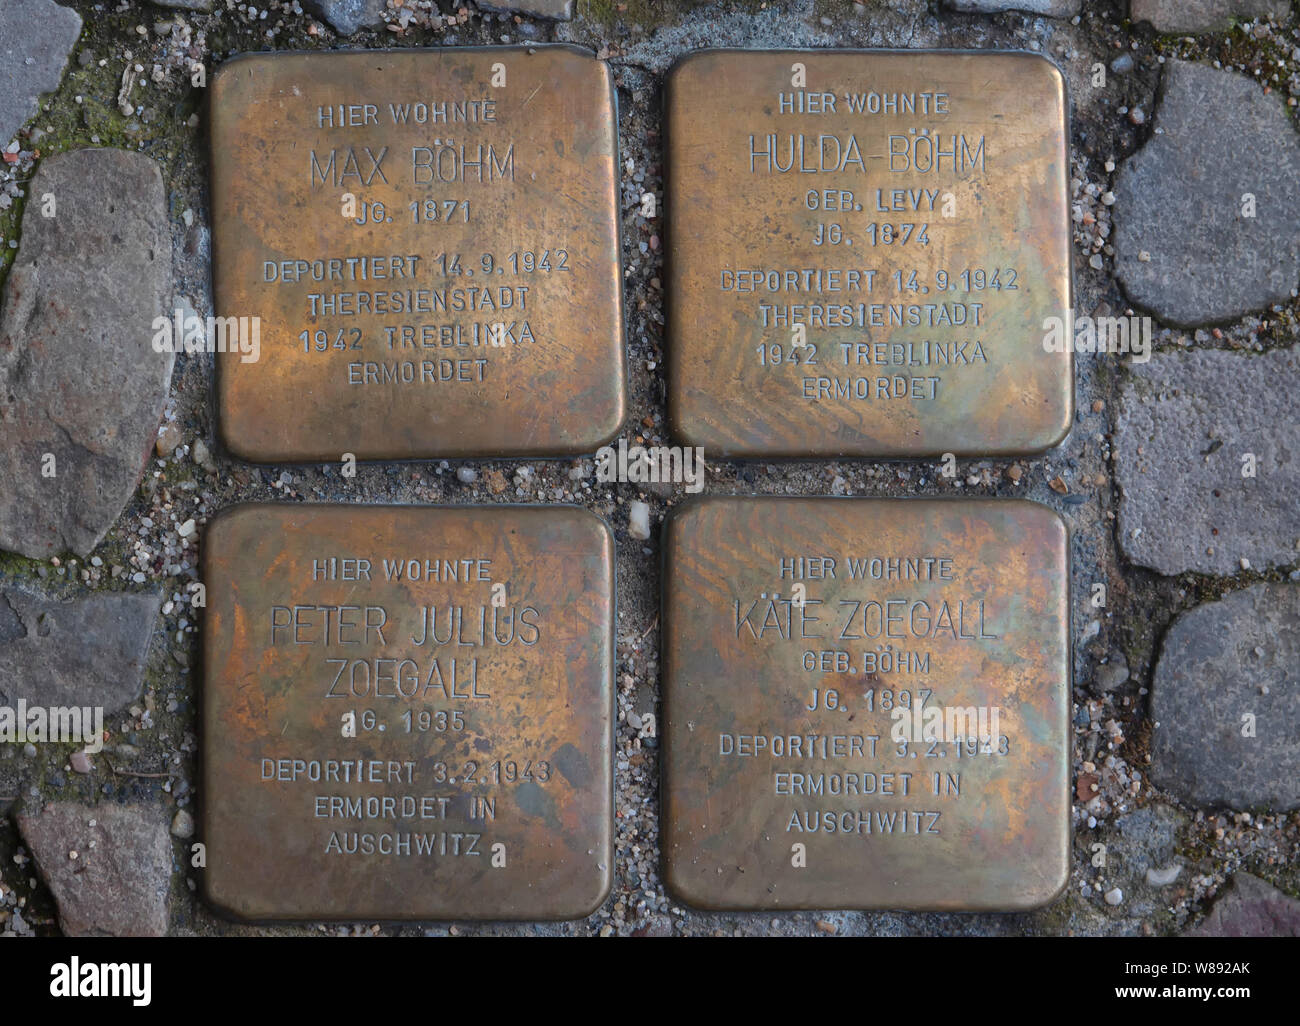 HIER WOHNTE
MAX BÖHM
JG. 1871
DEPORTIERT 14.9.1942
THERESIENSTADT
1942 TREBLINKA
ERMORDET
HIER WOHNTE
HULDA BÖHM
GEB. LEVY
JG. 1874
DEPORTIERT 14.9.1942
THERESIENSTADT
1942 TREBLINKA
ERMORDET
HIER WOHNTE
PETER JULIUS
ZOEGALL
JG. 1935
DEPORTIERT 3.2.1943
ERMORDET IN
AUSCHWITZ
HIER WOHNTE
KÄTE ZOEGALL
GEB. BÖHM
JG. 1897
DEPORTIERT 3.2.1943
ERMORDET IN
AUSCHWITZ
alamy
alamy
alamy
a
a
a
a
a
alamy
Image ID: W892AK
www.alamy.com